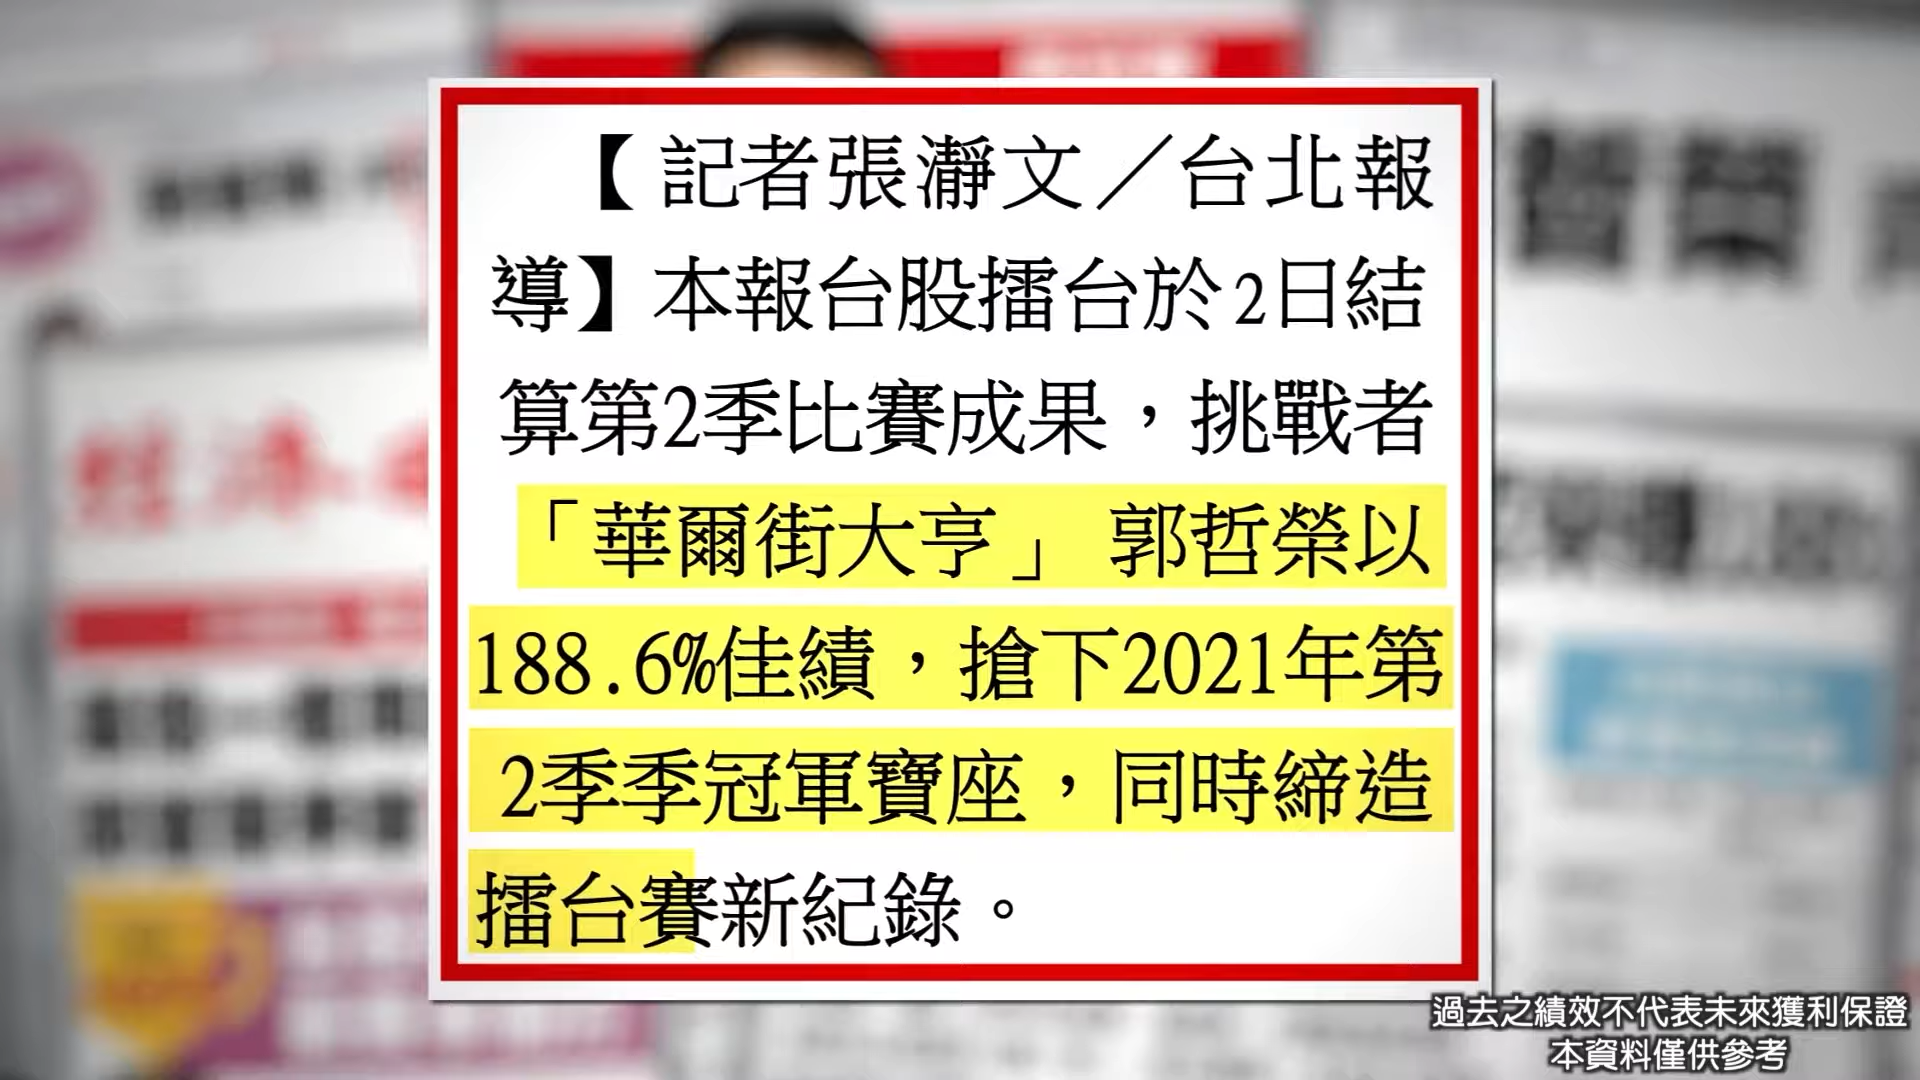 【記者張瀞文／台北報
導】本報台股擂台於2日結
算第2季比賽成果，挑戰者
「華爾街大亨」 郭哲榮以
188.6%佳績，搶下2021年第
2季季冠軍寶座，同時締造
擂台賽新紀錄。
過去之績效不代表未來獲利保證
本資料僅供參考